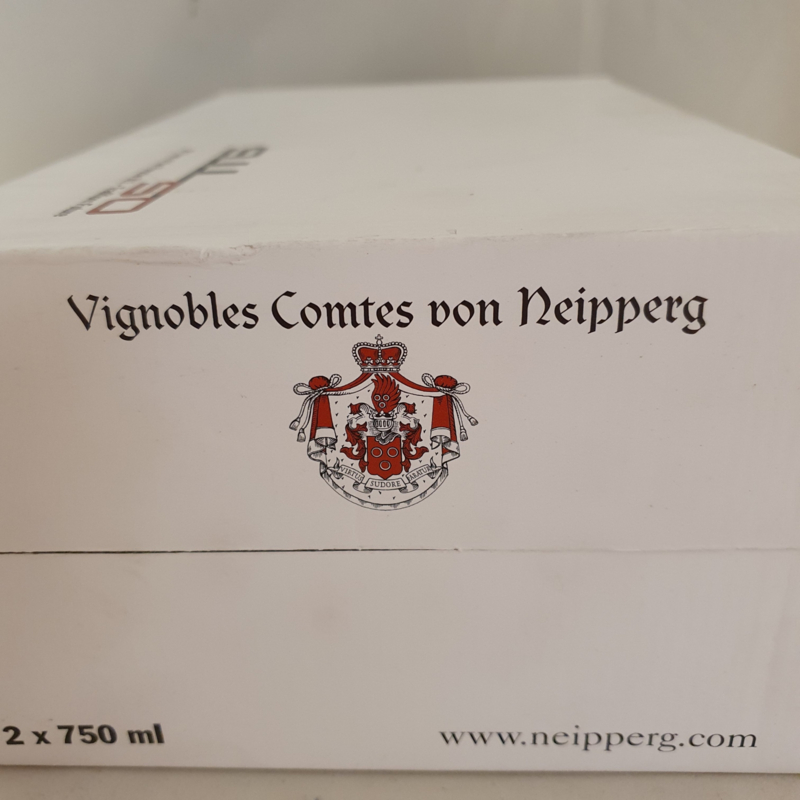 Vignobles Comtes von Neipperg
VIRTUS SUDORE PARATUR
2 x 750 ml
www.neipperg.com